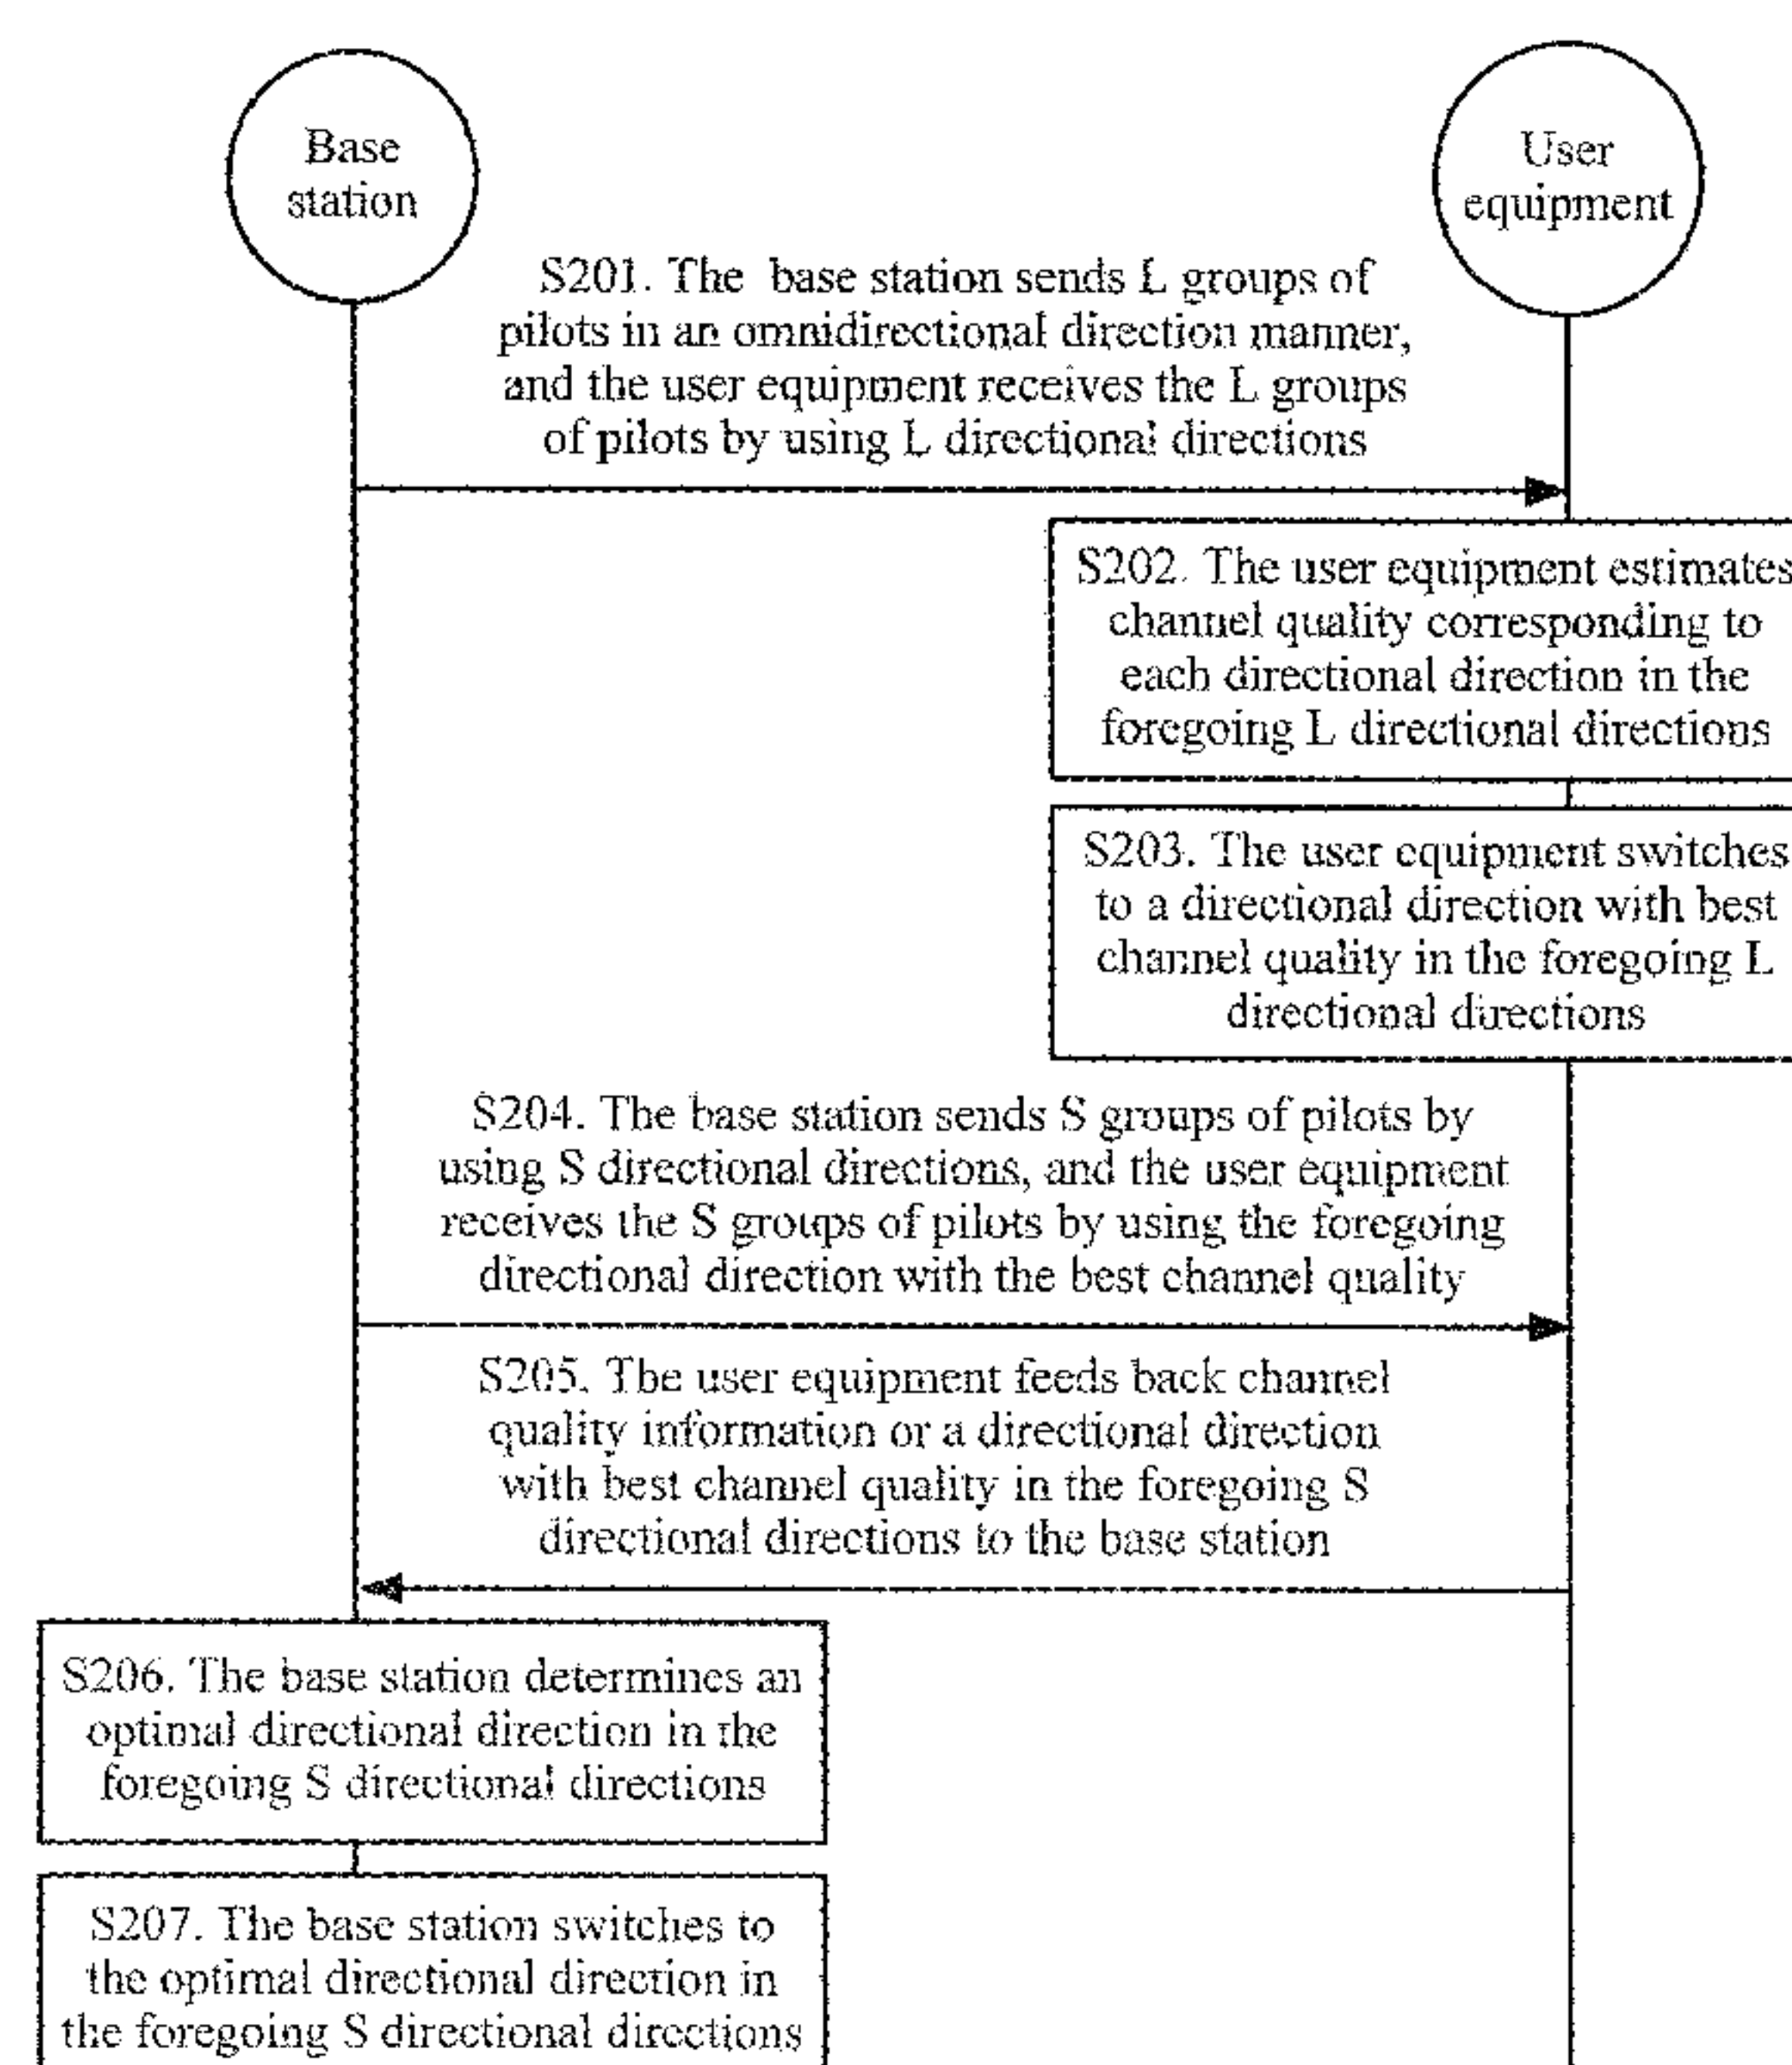 Base
station
User
equipment
S201. The base station sends L groups of
pilots in an omnidirectional direction manner,
and the user equipment receives the L groups
of pilots by using L directional directions
S202. The user equipment estimates
channel quality corresponding to
each directional direction in the
foregoing L directional directions
S203. The user equipment switches
to a directional direction with best
channel quality in the foregoing L
directional directions
S204. The base station sends S groups of pilots by
using S directional directions, and the user equipment
receives the S groups of pilots by using the foregoing
directional direction with the best channel quality
S205. The user equipment feeds back channel
quality information or a directional direction
with best channel quality in the foregoing S
directional directions to the base station
S206. The base station determines an
optimal directional direction in the
foregoing S directional directions
S207. The base station switches to
the optimal directional direction in
the foregoing S directional directions